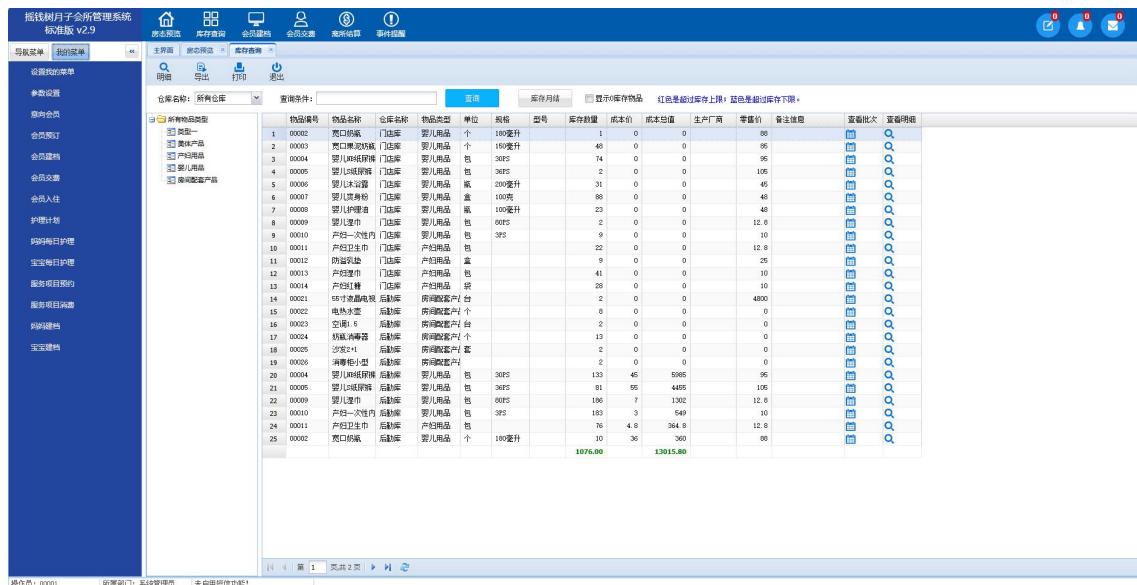 摇钱树月子会所管理系统
标准版 v2.9
房态预览 库存查询 会员建档 会员交费 离所结算 事件提醒
0 0 0
导航菜单 我的菜单 «
主界面 房态预览 × 库存查询 ×
明细 导出 打印 退出
仓库名称: 所有仓库 查询条件: 查询 库存月结 显示0库存物品 红色是超过库存上限;蓝色是超过库存下限。
设置我的菜单
参数设置
意向会员
会员预订
会员建档
会员交费
会员入住
护理计划
妈妈每日护理
宝宝每日护理
服务项目预约
服务项目消费
妈妈建档
宝宝建档
所有物品类型
类型一
美体产品
产妇用品
婴儿用品
房间配套产品
物品编号 物品名称 仓库名称 物品类型 单位 规格 型号 库存数量 成本价 成本总值 生产厂商 零售价 备注信息 查看批次 查看明细
1 00002 宽口奶瓶 门店库 婴儿用品 个 180毫升 1 0 0 88
2 00003 宽口果泥奶瓶 门店库 婴儿用品 个 150毫升 48 0 0 85
3 00004 婴儿NB纸尿裤 门店库 婴儿用品 包 30PS 74 0 0 95
4 00005 婴儿S纸尿裤 门店库 婴儿用品 包 36PS 2 0 0 105
5 00006 婴儿沐浴露 门店库 婴儿用品 瓶 200毫升 31 0 0 45
6 00007 婴儿爽身粉 门店库 婴儿用品 盒 100克 88 0 0 48
7 00008 婴儿护理油 门店库 婴儿用品 瓶 100毫升 23 0 0 48
8 00009 婴儿湿巾 门店库 婴儿用品 包 80PS 2 0 0 12.8
9 00010 产妇一次性内 门店库 产妇用品 包 3PS 9 0 0 10
10 00011 产妇卫生巾 门店库 产妇用品 包 22 0 0 12.8
11 00012 防溢乳垫 门店库 产妇用品 盒 9 0 0 25
12 00013 产妇湿巾 门店库 产妇用品 包 41 0 0 10
13 00014 产妇红糖 门店库 产妇用品 袋 28 0 0 10
14 00021 55寸液晶电视 后勤库 房间配套产 台 2 0 0 4800
15 00022 电热水壶 后勤库 房间配套产 个 8 0 0 0
16 00023 空调1.5 后勤库 房间配套产 台 2 0 0 0
17 00024 奶瓶消毒器 后勤库 房间配套产 个 13 0 0 0
18 00025 沙发2+1 后勤库 房间配套产 套 2 0 0 0
19 00026 消毒柜小型 后勤库 房间配套产 2 0 0 0
20 00004 婴儿NB纸尿裤 后勤库 婴儿用品 包 30PS 133 45 5985 95
21 00005 婴儿S纸尿裤 后勤库 婴儿用品 包 36PS 81 55 4455 105
22 00009 婴儿湿巾 后勤库 婴儿用品 包 80PS 186 7 1302 12.8
23 00010 产妇一次性内 后勤库 产妇用品 包 3PS 183 3 549 10
24 00011 产妇卫生巾 后勤库 产妇用品 包 76 4.8 364.8 12.8
25 00002 宽口奶瓶 后勤库 婴儿用品 个 180毫升 10 36 360 88
1076.00 13015.80
第 1 页,共2页
操作员: 00001 所属部门: 系统管理员 未启用短信功能!